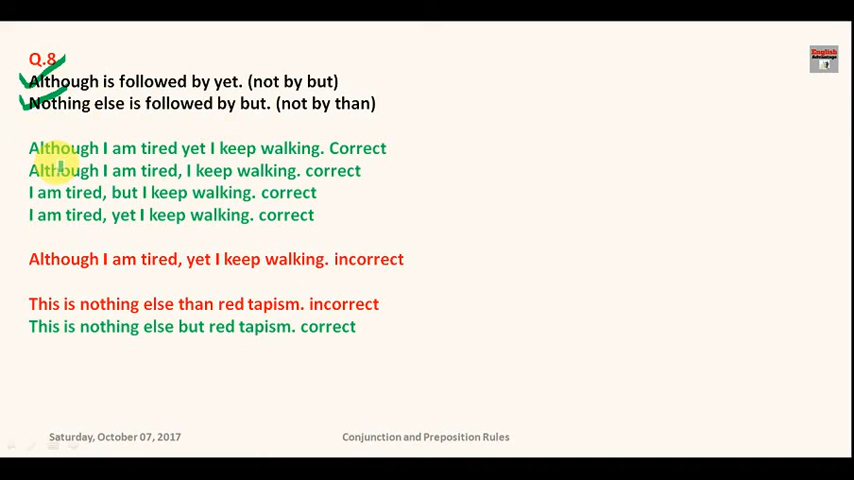 Q.8
English
Advantage
Although is followed by yet. (not by but)
Nothing else is followed by but. (not by than)
Although I am tired yet I keep walking. Correct
Although I am tired, I keep walking. correct
I am tired, but I keep walking. correct
I am tired, yet I keep walking. correct
Although I am tired, yet I keep walking. incorrect
This is nothing else than red tapism. incorrect
This is nothing else but red tapism. correct
Saturday, October 07, 2017
Conjunction and Preposition Rules